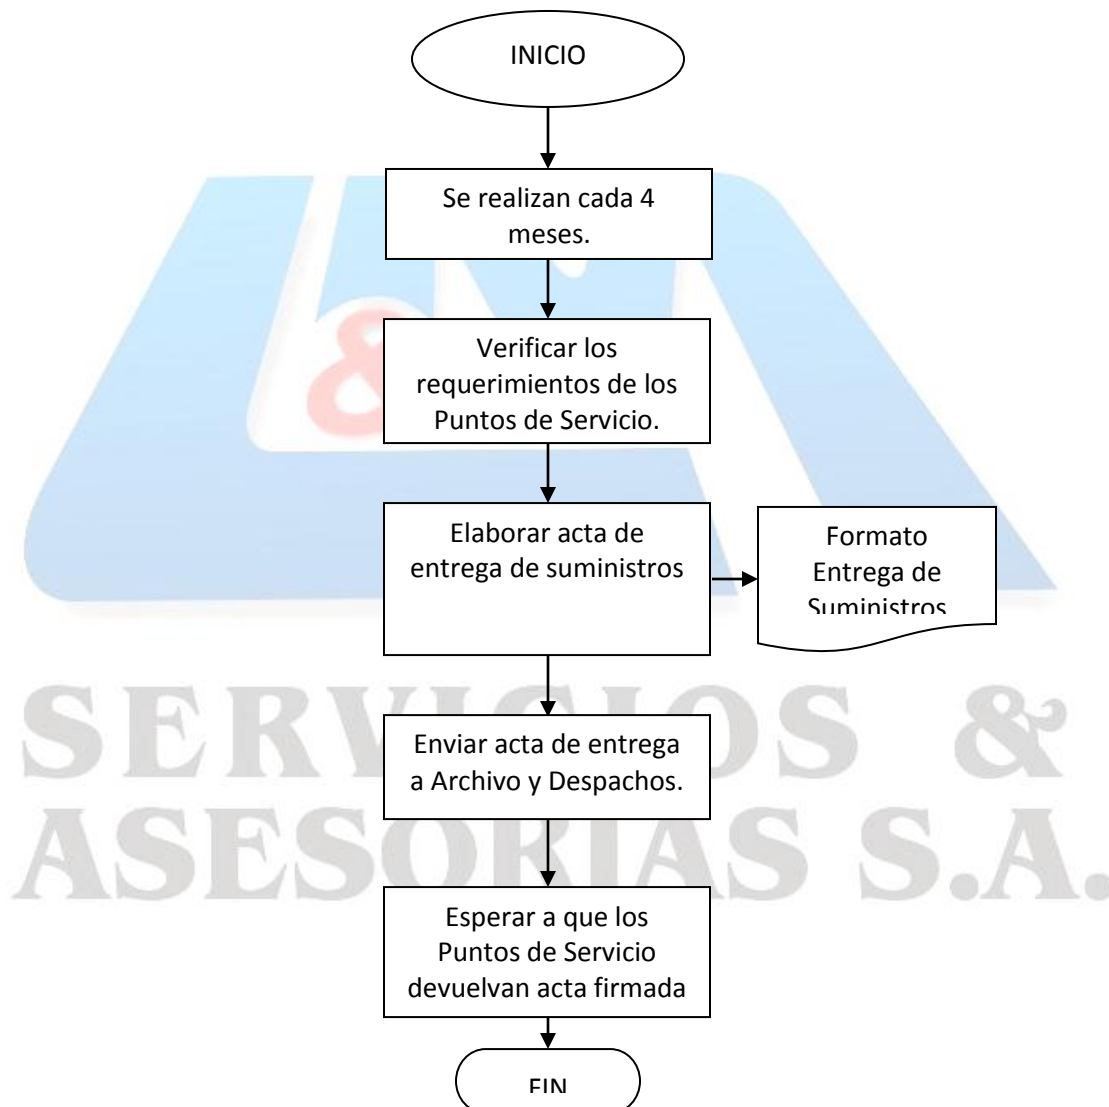 INICIO
Se realizan cada 4
meses.
Verificar los
requerimientos de los
Puntos de Servicio.
Elaborar acta de
entrega de suministros
Formato
Entrega de
Suministros
Enviar acta de entrega
a Archivo y Despachos.
Esperar a que los
Puntos de Servicio
devuelvan acta firmada
FIN
L&M
SERVICIOS &
ASESORIAS S.A.